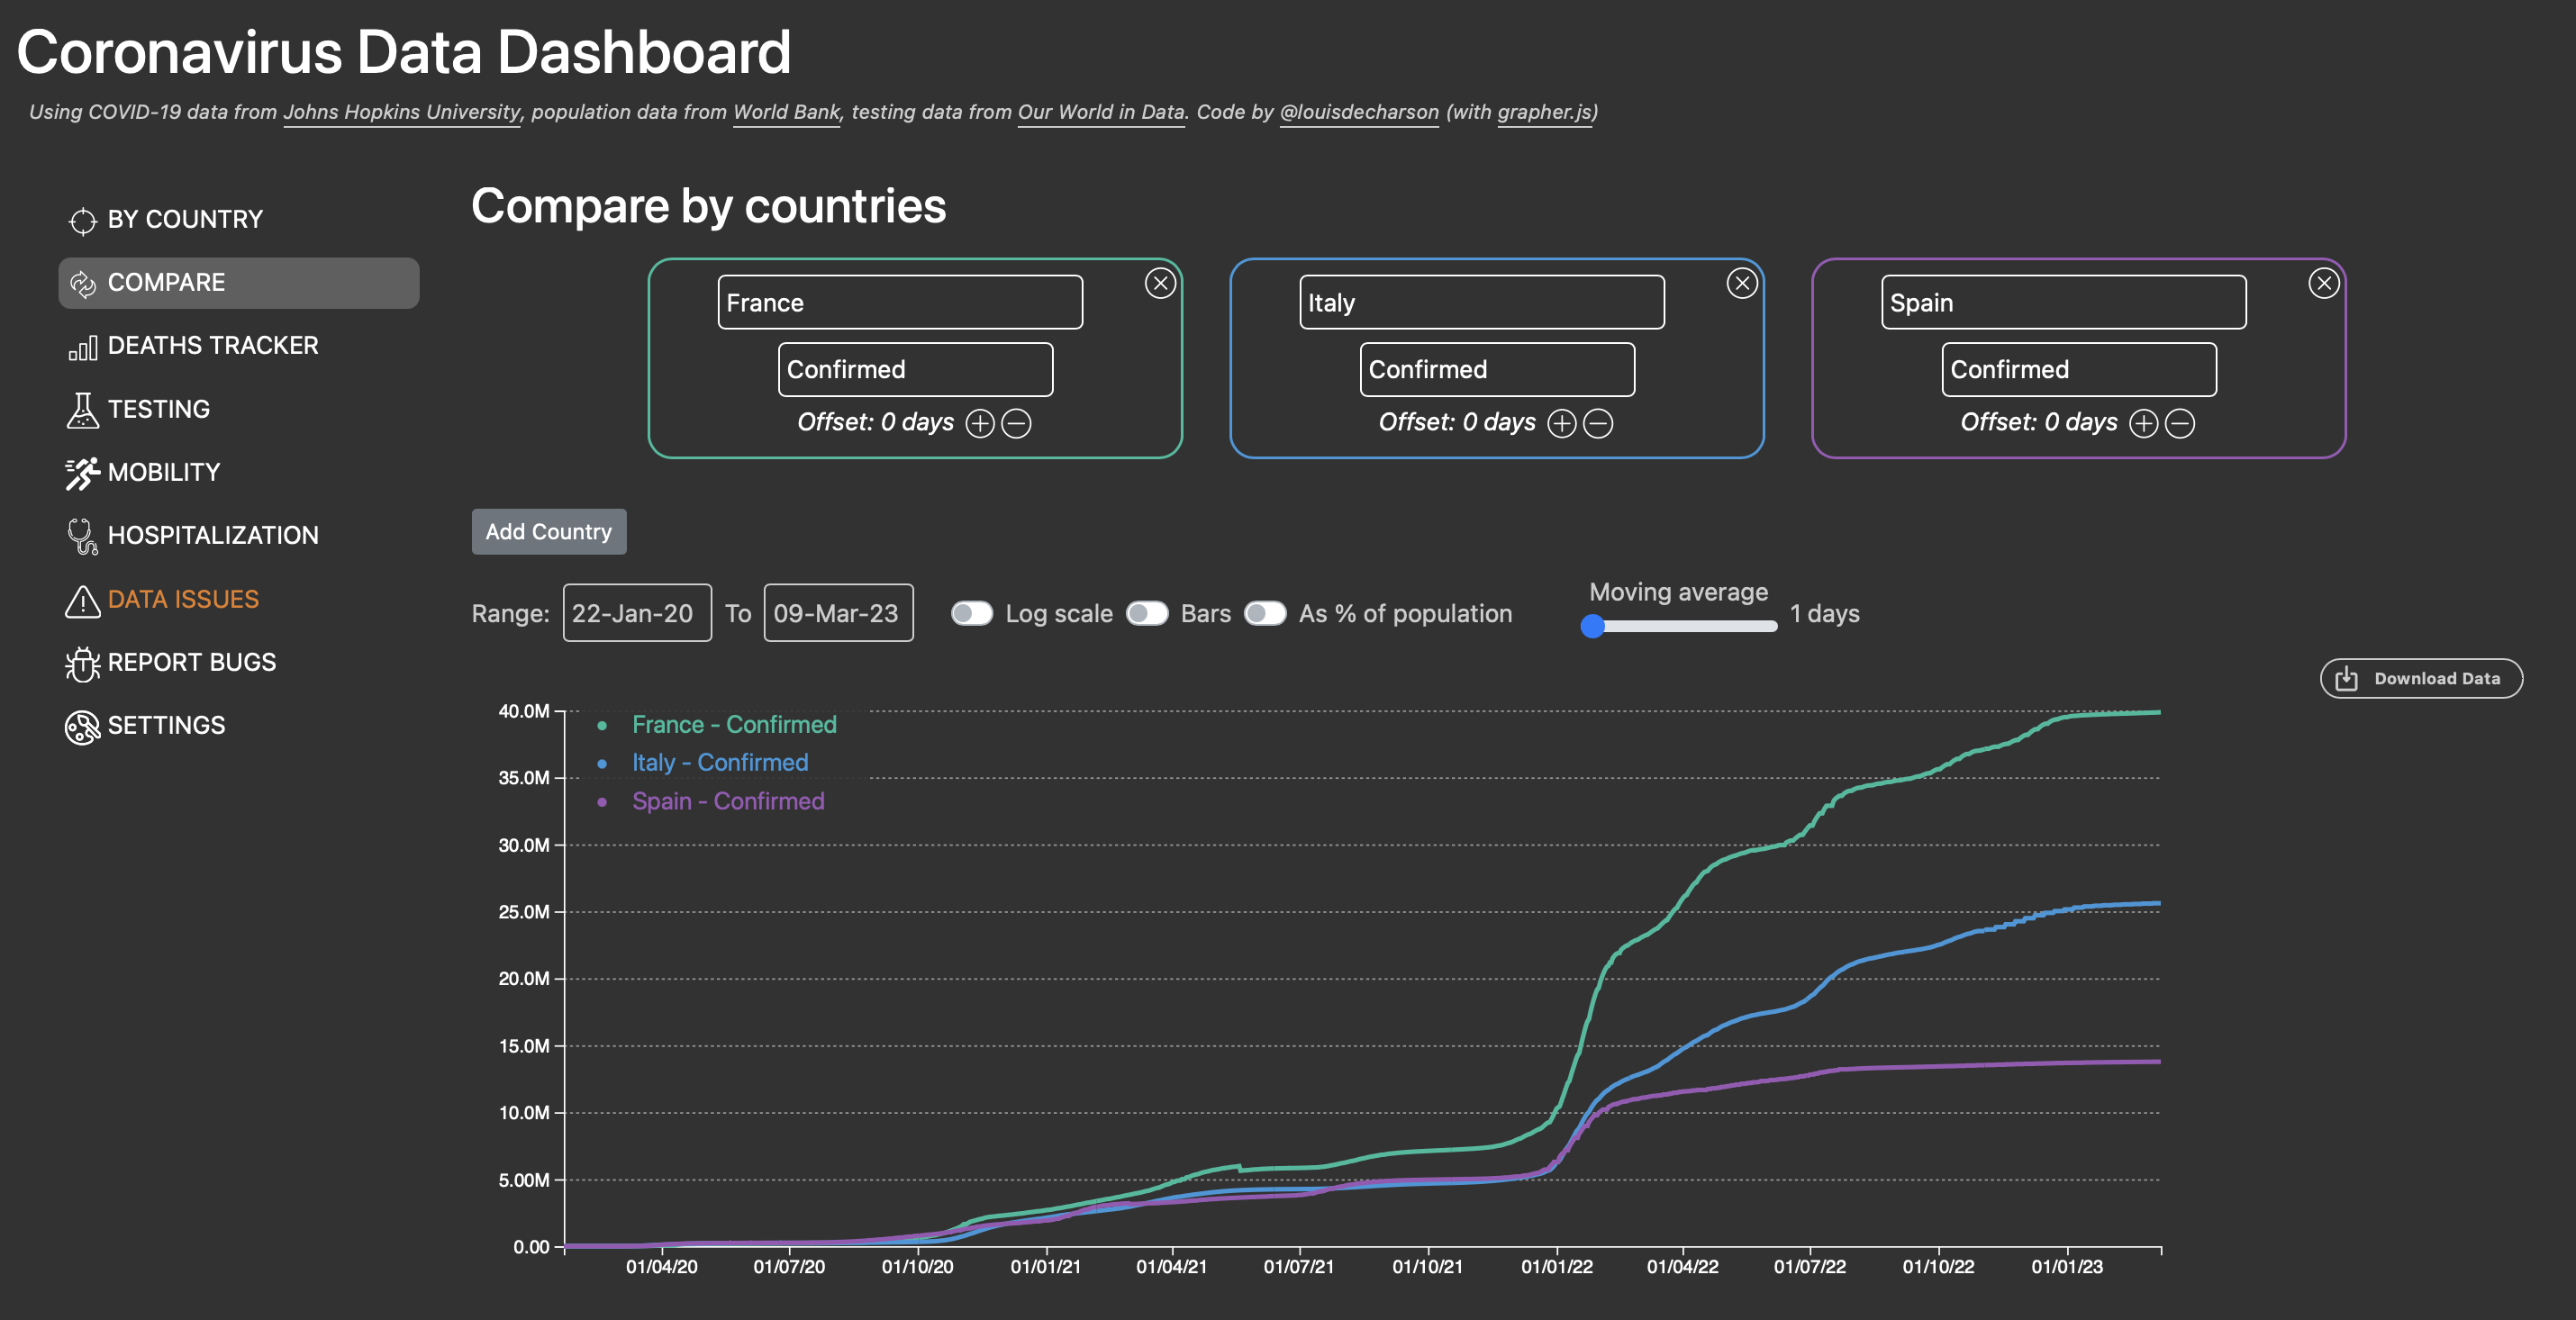 Coronavirus Data Dashboard
Using COVID-19 data from Johns Hopkins University, population data from World Bank, testing data from Our World in Data. Code by @louisdecharson (with grapher.js)
BY COUNTRY
COMPARE
DEATHS TRACKER
TESTING
MOBILITY
HOSPITALIZATION
DATA ISSUES
REPORT BUGS
SETTINGS
Compare by countries
France
Confirmed
Offset: 0 days
Italy
Confirmed
Offset: 0 days
Spain
Confirmed
Offset: 0 days
Add Country
Range: 22-Jan-20 To 09-Mar-23 Log scale Bars As % of population
Moving average
1 days
Download Data
France - Confirmed
Italy - Confirmed
Spain - Confirmed
40.0M
35.0M
30.0M
25.0M
20.0M
15.0M
10.0M
5.00M
0.00
01/04/20 01/07/20 01/10/20 01/01/21 01/04/21 01/07/21 01/10/21 01/01/22 01/04/22 01/07/22 01/10/22 01/01/23